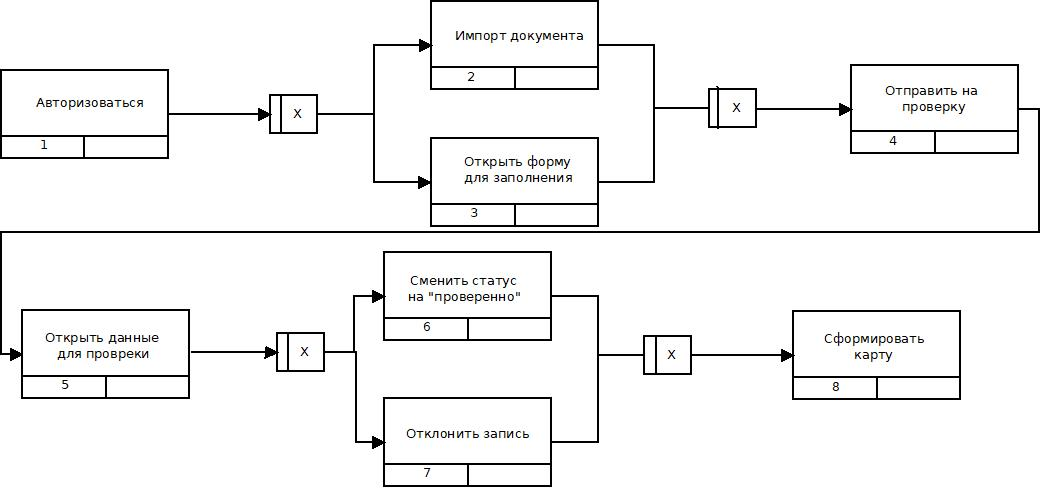 Авторизоваться
1
X
Импорт документа
2
Открыть форму
для заполнения
3
X
Отправить на
проверку
4
Открыть данные
для провреки
5
X
Сменить статус
на "проверенно"
6
Отклонить запись
7
X
Сформировать
карту
8